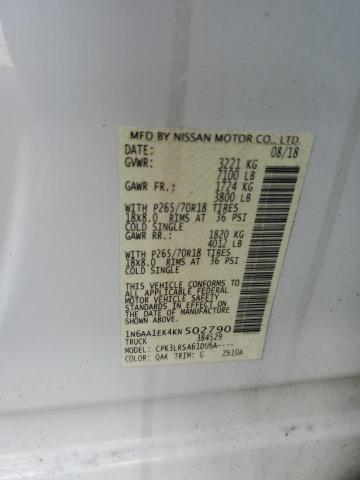 MFD BY NISSAN MOTOR CO., LTD.
DATE: 08/18
GVWR: 3221 KG
7100 LB
GAWR FR.: 1724 KG
3800 LB
WITH P265/70R18 TIRES
18x8.0 RIMS AT 36 PSI
COLD SINGLE
GAWR RR.: 1820 KG
4012 LB
WITH P265/70R18 TIRES
18x8.0 RIMS AT 36 PSI
COLD SINGLE
THIS VEHICLE CONFORMS TO
ALL APPLICABLE FEDERAL
MOTOR VEHICLE SAFETY
STANDARDS IN EFFECT ON
THE DATE OF MANUFACTURE
SHOWN ABOVE.
1N6AA1EK4KN502790
TRUCK 384529
MODEL: CPK3LRSA61DU6A----
COLOR: QAK TRIM: G 2510A